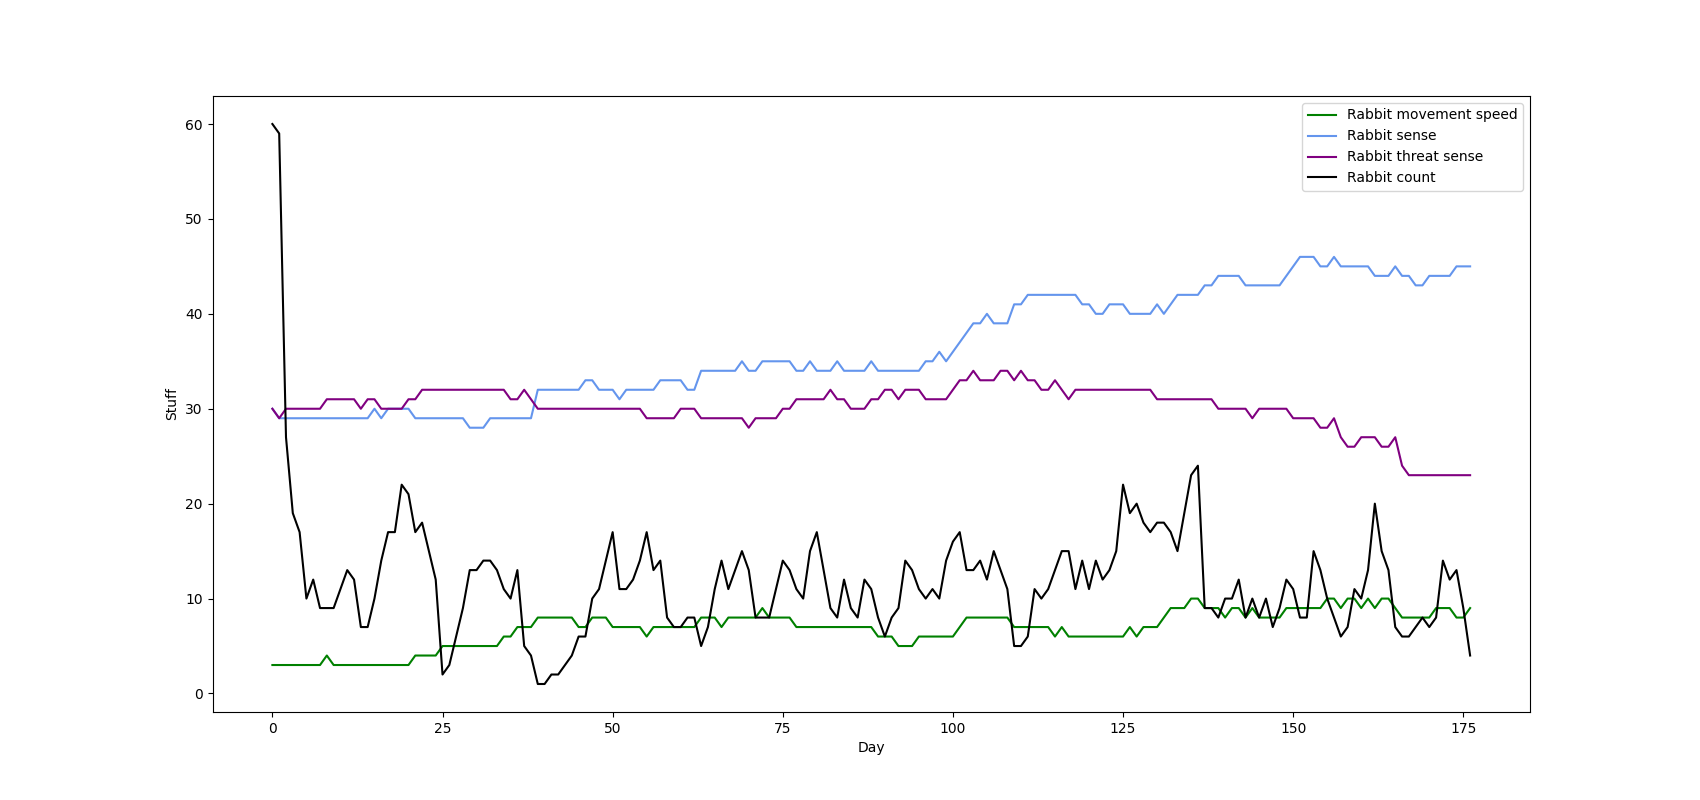 Rabbit movement speed
Rabbit sense
Rabbit threat sense
Rabbit count
60
50
40
30
20
10
0
Stuff
0 25 50 75 100 125 150 175
Day